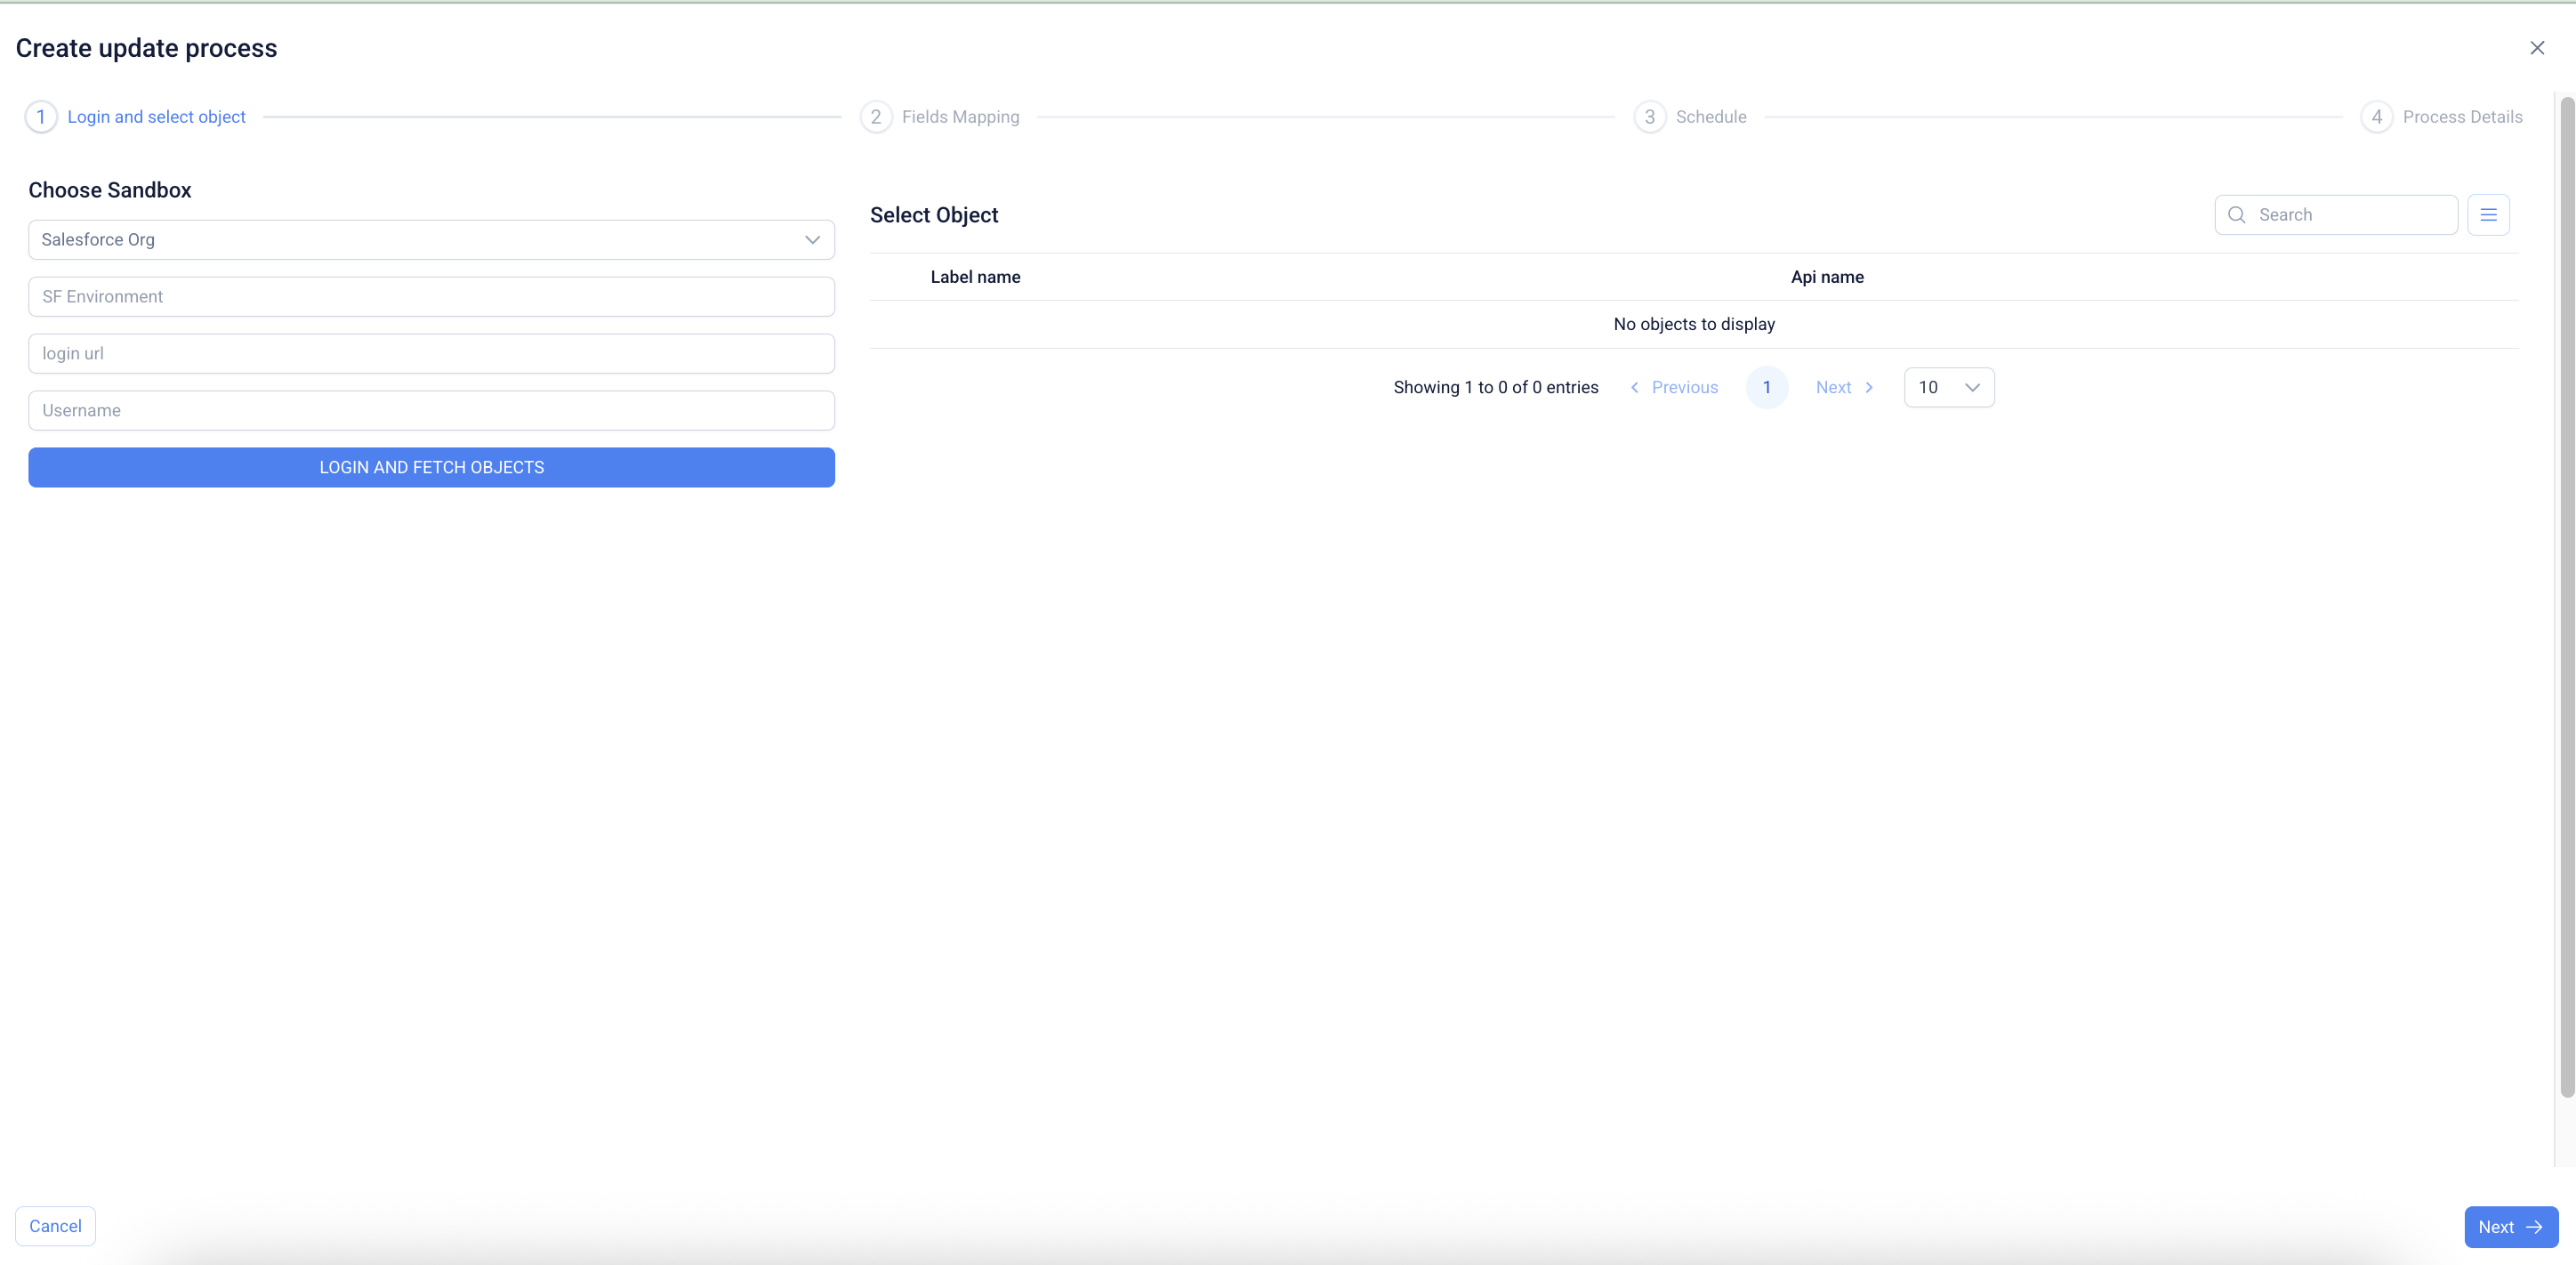 Create update process
1 Login and select object 2 Fields Mapping 3 Schedule 4 Process Details
Choose Sandbox
Salesforce Org
SF Environment
login url
Username
LOGIN AND FETCH OBJECTS
Select Object
Search
Label name Api name
No objects to display
Showing 1 to 0 of 0 entries Previous 1 Next 10
Cancel
Next